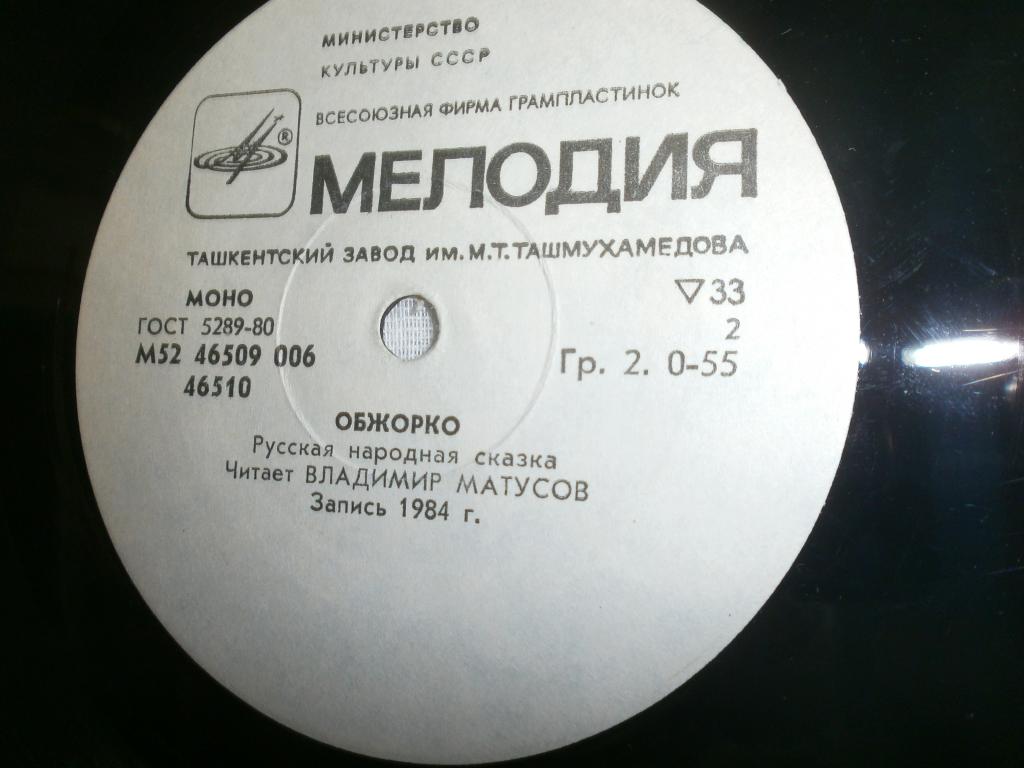 МИНИСТЕРСТВО
КУЛЬТУРЫ СССР
ВСЕСОЮЗНАЯ ФИРМА ГРАМПЛАСТИНОК
®
МЕЛОДИЯ
ТАШКЕНТСКИЙ ЗАВОД ИМ. М.Т. ТАШМУХАМЕДОВА
МОНО ▽33
ГОСТ 5289-80 2
М52 46509 006 Гр. 2. 0-55
46510
ОБЖОРКО
Русская народная сказка
Читает ВЛАДИМИР МАТУСОВ
Запись 1984 г.